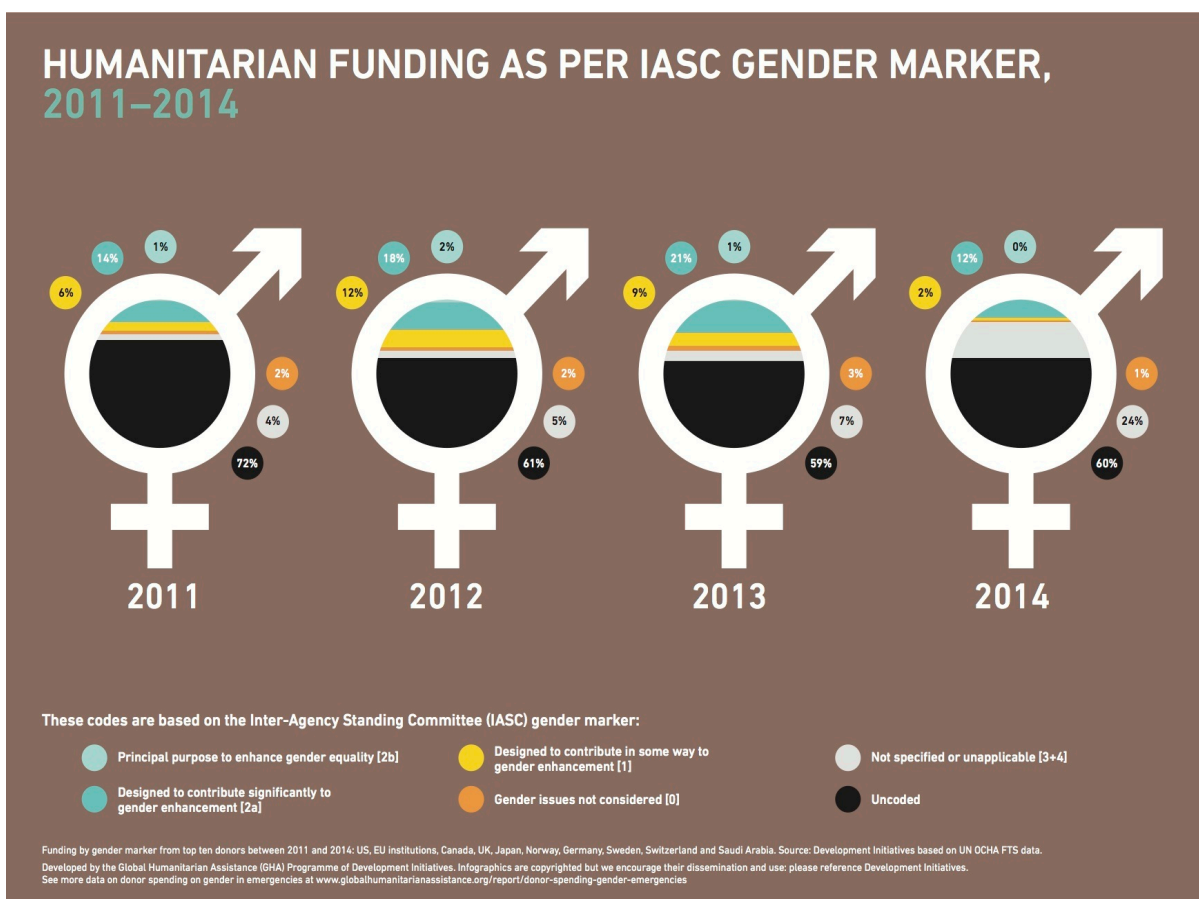 HUMANITARIAN FUNDING AS PER IASC GENDER MARKER,
2011–2014
1%
14%
6%
2%
4%
72%
2011
2%
18%
12%
2%
5%
61%
2012
1%
21%
9%
3%
7%
59%
2013
0%
12%
2%
1%
24%
60%
2014
These codes are based on the Inter-Agency Standing Committee (IASC) gender marker:
Principal purpose to enhance gender equality [2b]
Designed to contribute significantly to
gender enhancement [2a]
Designed to contribute in some way to
gender enhancement [1]
Gender issues not considered [0]
Not specified or unapplicable [3+4]
Uncoded
Funding by gender marker from top ten donors between 2011 and 2014: US, EU institutions, Canada, UK, Japan, Norway, Germany, Sweden, Switzerland and Saudi Arabia. Source: Development Initiatives based on UN OCHA FTS data.
Developed by the Global Humanitarian Assistance (GHA) Programme of Development Initiatives. Infographics are copyrighted but we encourage their dissemination and use: please reference Development Initiatives.
See more data on donor spending on gender in emergencies at www.globalhumanitarianassistance.org/report/donor-spending-gender-emergencies